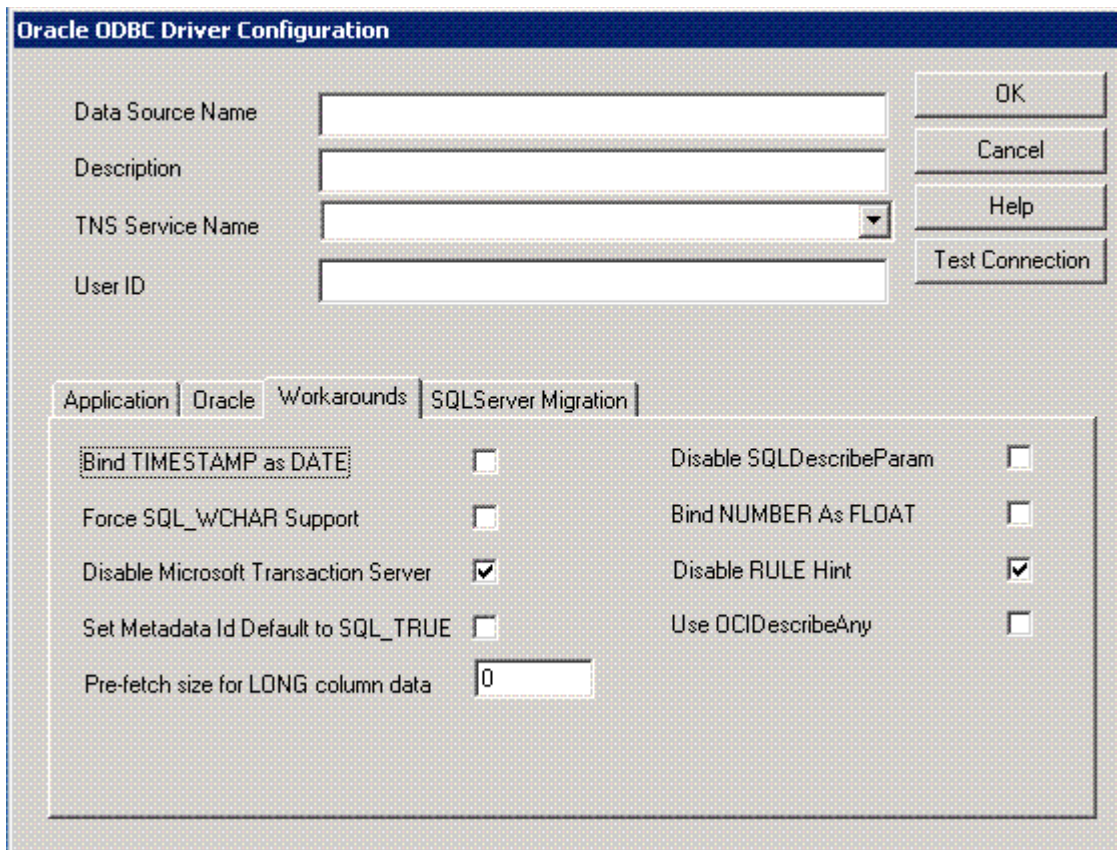 Oracle ODBC Driver Configuration
Data Source Name
OK
Description
Cancel
TNS Service Name
Help
User ID
Test Connection
Application Oracle Workarounds SQLServer Migration
Bind TIMESTAMP as DATE
Disable SQLDescribeParam
Force SQL_WCHAR Support
Bind NUMBER As FLOAT
Disable Microsoft Transaction Server
Disable RULE Hint
Set Metadata Id Default to SQL_TRUE
Use OCIDescribeAny
Pre-fetch size for LONG column data
0